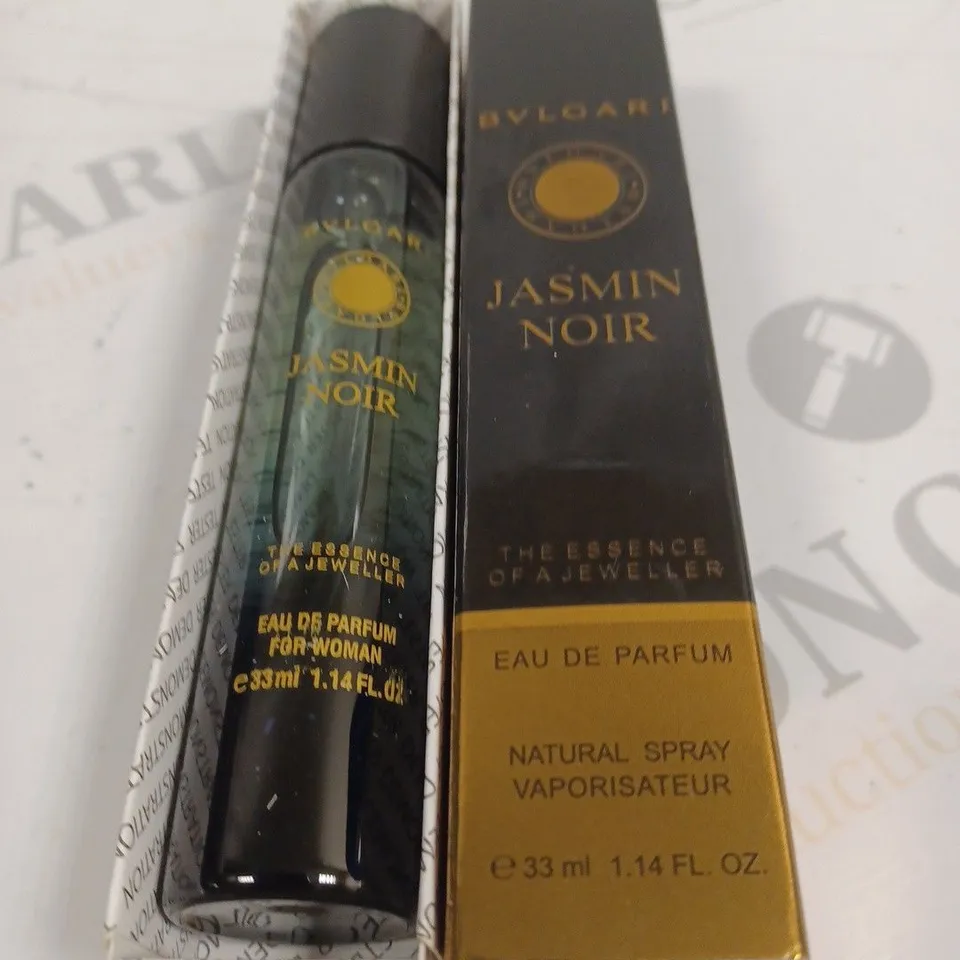 BVLGARI
JASMIN
NOIR
THE ESSENCE
OF A JEWELLER
EAU DE PARFUM
FOR WOMAN
e33ml 1.14 FL. OZ
BVLGARI
JASMIN
NOIR
THE ESSENCE
OF A JEWELLER
EAU DE PARFUM
NATURAL SPRAY
VAPORISATEUR
e 33 ml 1.14 FL. OZ.